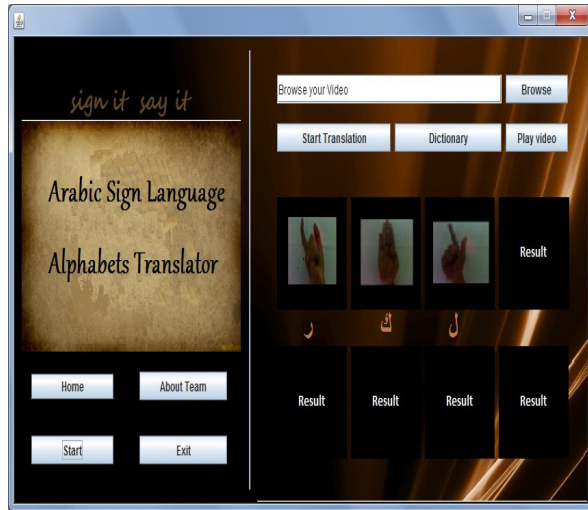 sign it say it
Arabic Sign Language
Alphabets Translator
Home
About Team
Start
Exit
Browse your Video
Browse
Start Translation
Dictionary
Play video
Result
ر ك ل
Result
Result
Result
Result